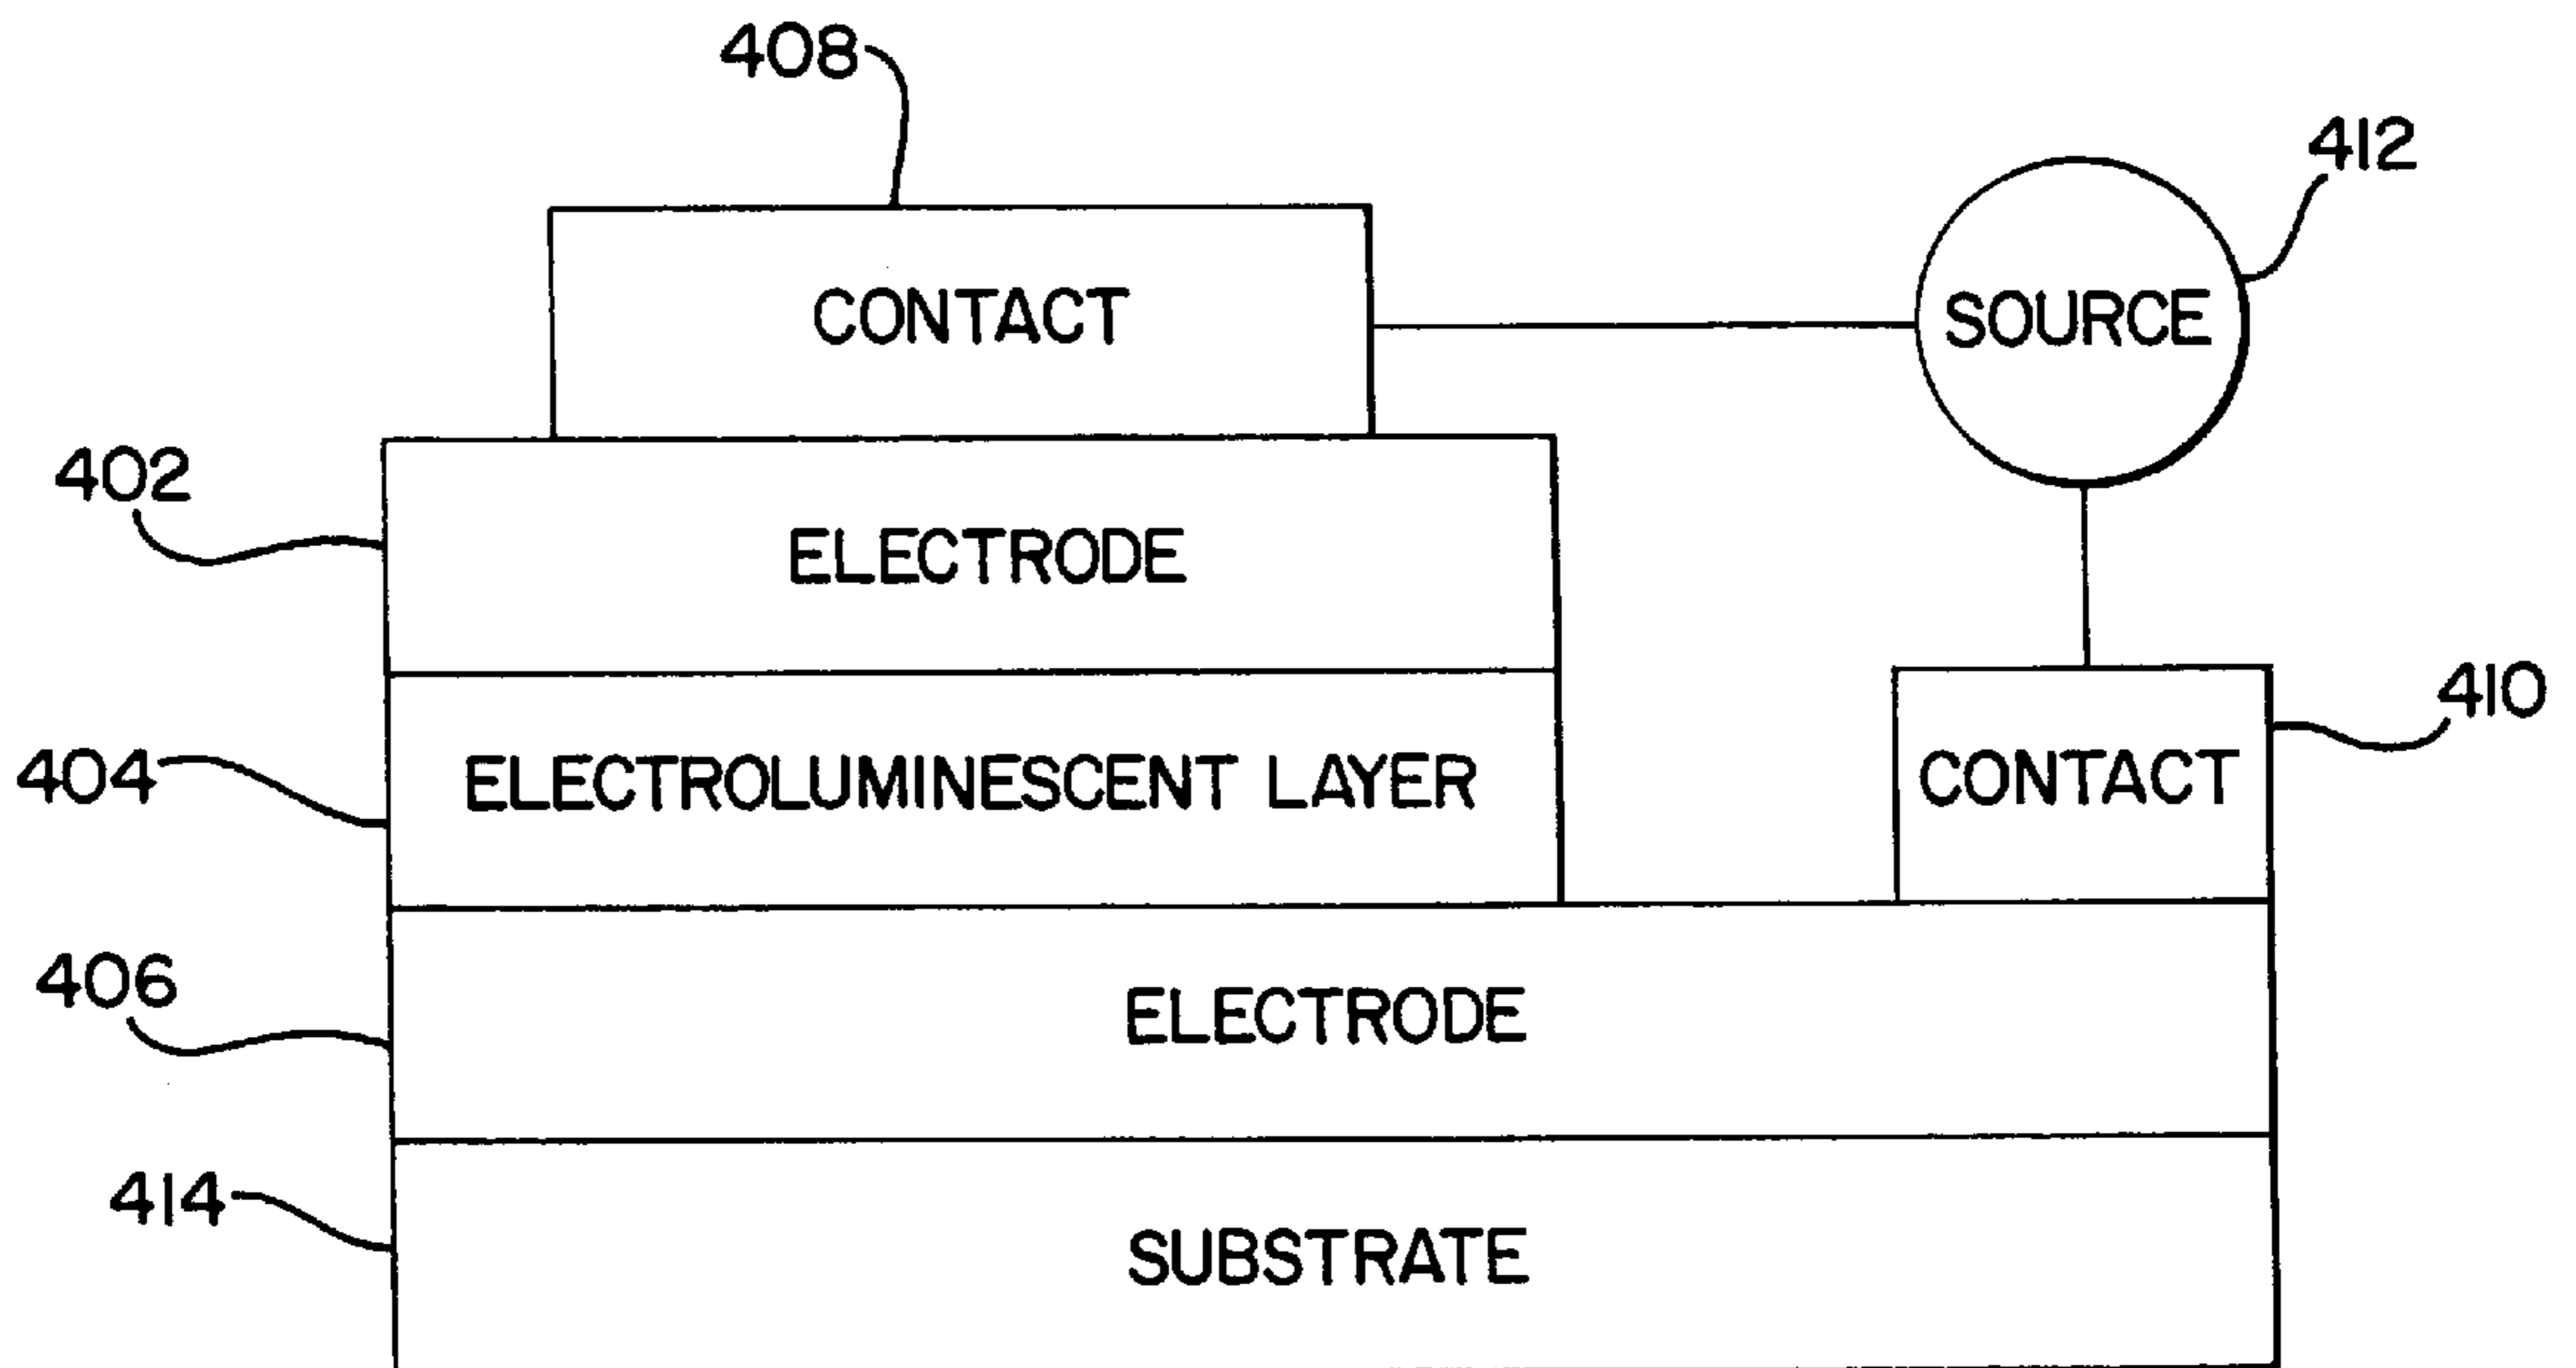 408
412
CONTACT
SOURCE
402
ELECTRODE
410
404
ELECTROLUMINESCENT LAYER
CONTACT
406
ELECTRODE
414
SUBSTRATE